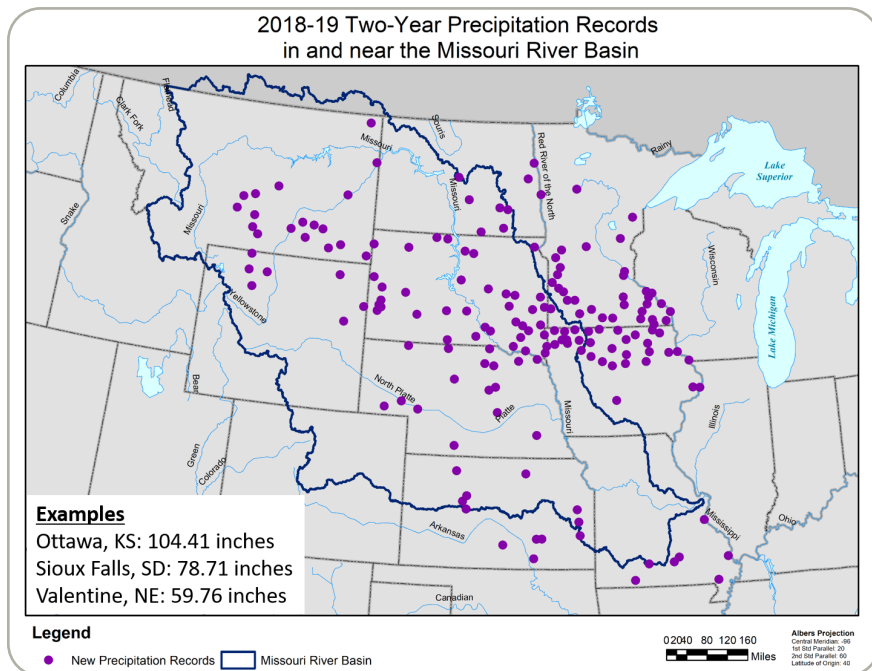 2018-19 Two-Year Precipitation Records
in and near the Missouri River Basin
Columbia
Flathead
Clark Fork
Missouri
Souris
Red River of the North
Rainy
Lake
Superior
Snake
Missouri
Missouri
Wisconsin
Lake Michigan
Yellowstone
Bear
North Platte
Platte
Missouri
Illinois
Green
Colorado
Arkansas
Mississippi
Ohio
Canadian
Examples
Ottawa, KS: 104.41 inches
Sioux Falls, SD: 78.71 inches
Valentine, NE: 59.76 inches
Legend
New Precipitation Records
Missouri River Basin
0 20 40 80 120 160
Miles
Albers Projection
Central Meridian: -96
1st Std Parallel: 20
2nd Std Parallel: 60
Latitude of Origin: 40